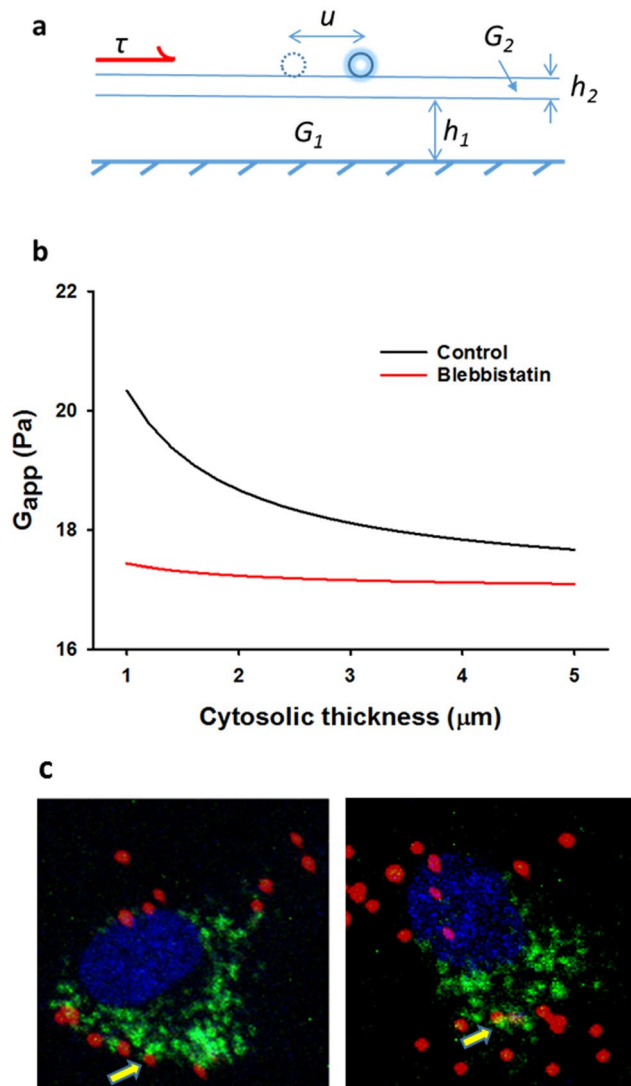 a
u
τ
G2
h2
G1
h1
b
22
20
18
16
Gapp (Pa)
Control
Blebbistatin
1 2 3 4 5
Cytosolic thickness (μm)
c